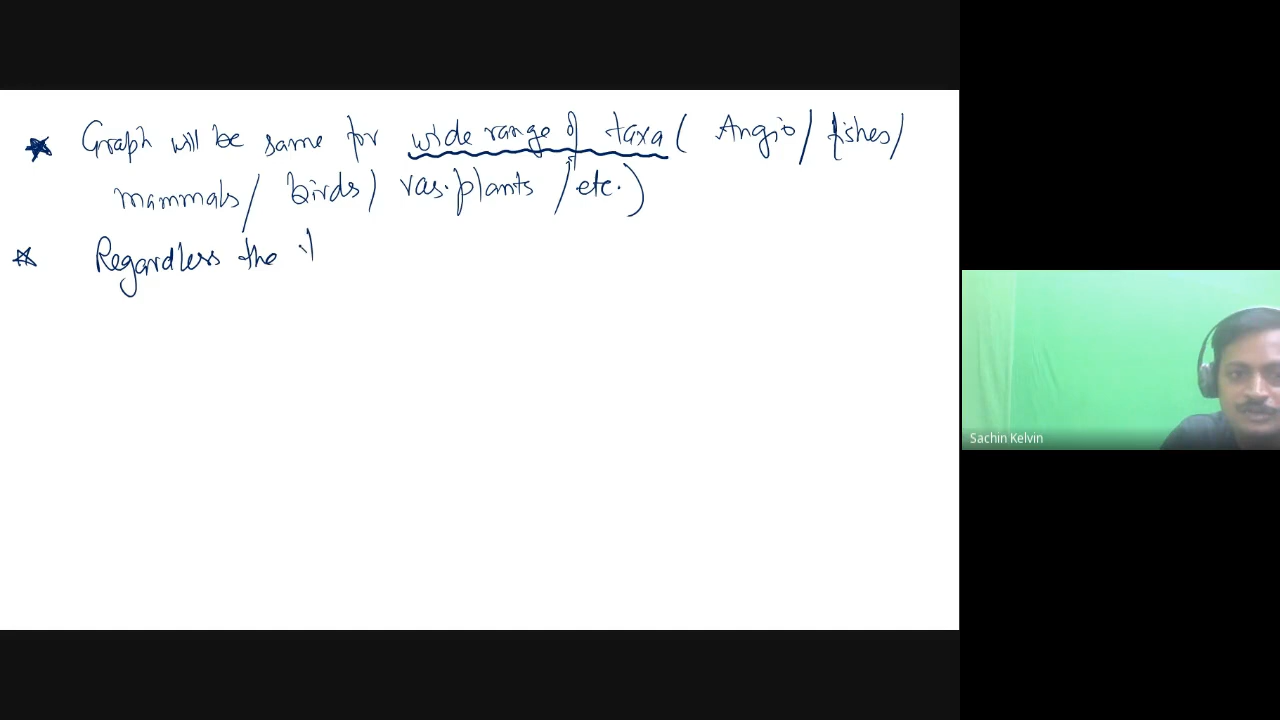 Graph will be same for wide range of taxa ( Angio / fishes /
mammals / birds / vas. plants / etc. )
Regardless the
Sachin Kelvin